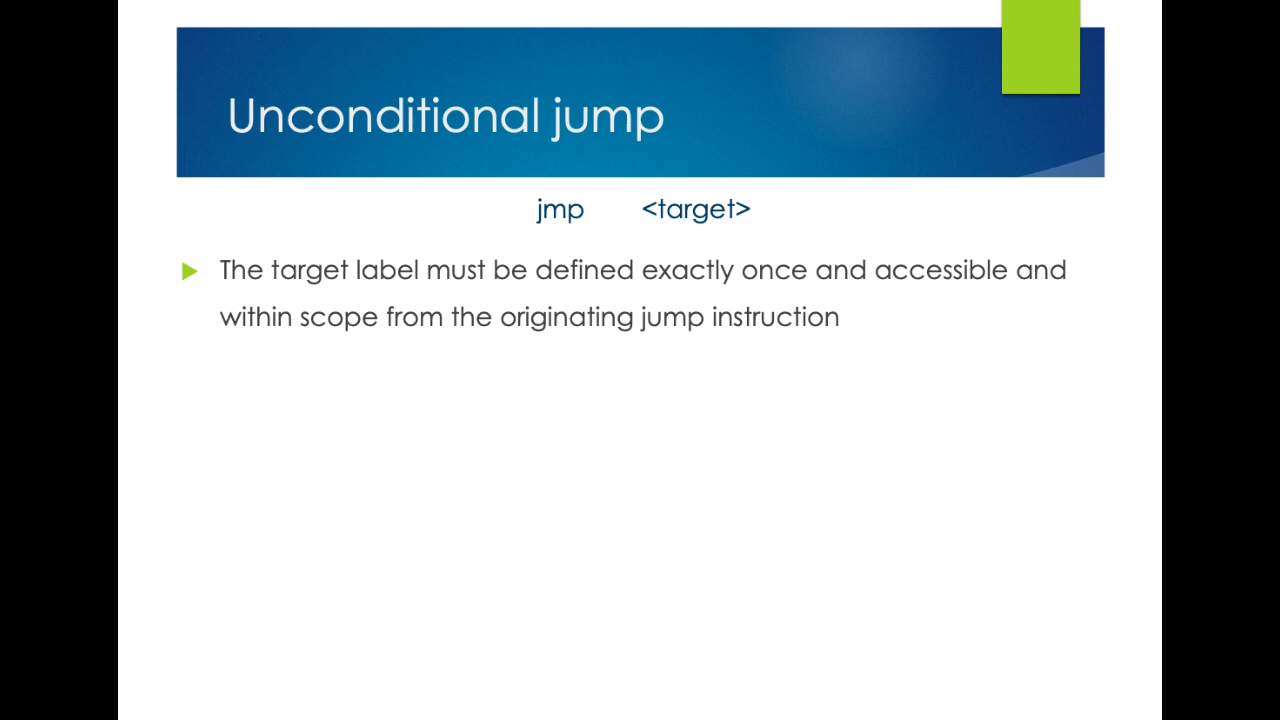 Unconditional jump
jmp <target>
The target label must be defined exactly once and accessible and
within scope from the originating jump instruction